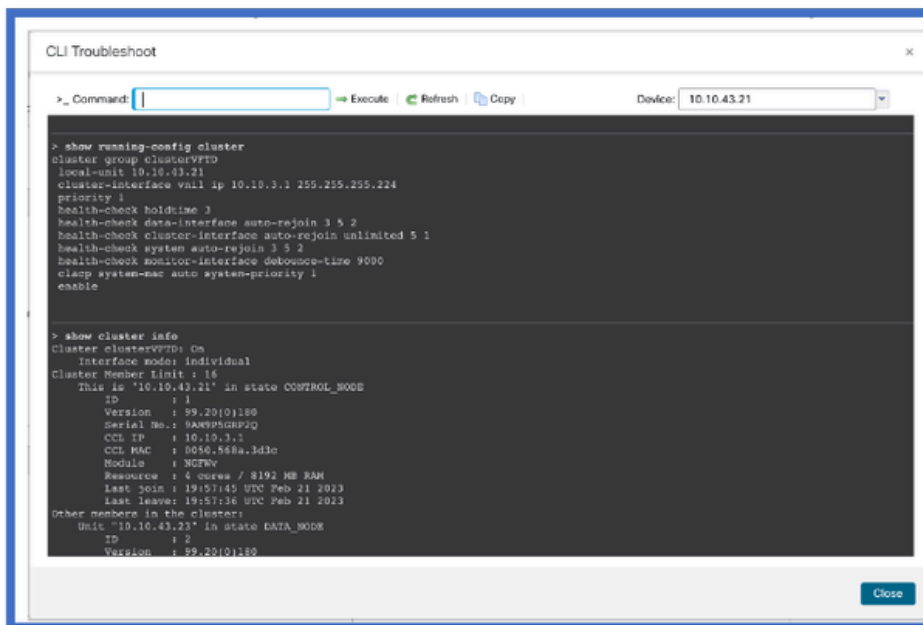 CLI Troubleshoot
×
>_ Command: Execute Refresh Copy Device: 10.10.43.21
> show running-config cluster
cluster group clusterVFTD
local-unit 10.10.43.21
cluster-interface vnil ip 10.10.3.1 255.255.255.224
priority 1
health-check holdtime 3
health-check data-interface auto-rejoin 3 5 2
health-check cluster-interface auto-rejoin unlimited 5 1
health-check system auto-rejoin 3 5 2
health-check monitor-interface debounce-time 9000
clacp system-mac auto system-priority 1
enable
> show cluster info
Cluster clusterVFTD: On
Interface mode: individual
Cluster Member Limit : 16
This is "10.10.43.21" in state CONTROL_NODE
ID : 1
Version : 99.20(0)180
Serial No.: 9AM9P5GRP2Q
CCL IP : 10.10.3.1
CCL MAC : 0050.568a.3d3c
Module : NGFWv
Resource : 4 cores / 8192 MB RAM
Last join : 19:57:45 UTC Feb 21 2023
Last leave: 19:57:36 UTC Feb 21 2023
Other members in the cluster:
Unit "10.10.43.23" in state DATA_NODE
ID : 2
Version : 99.20(0)180
Close